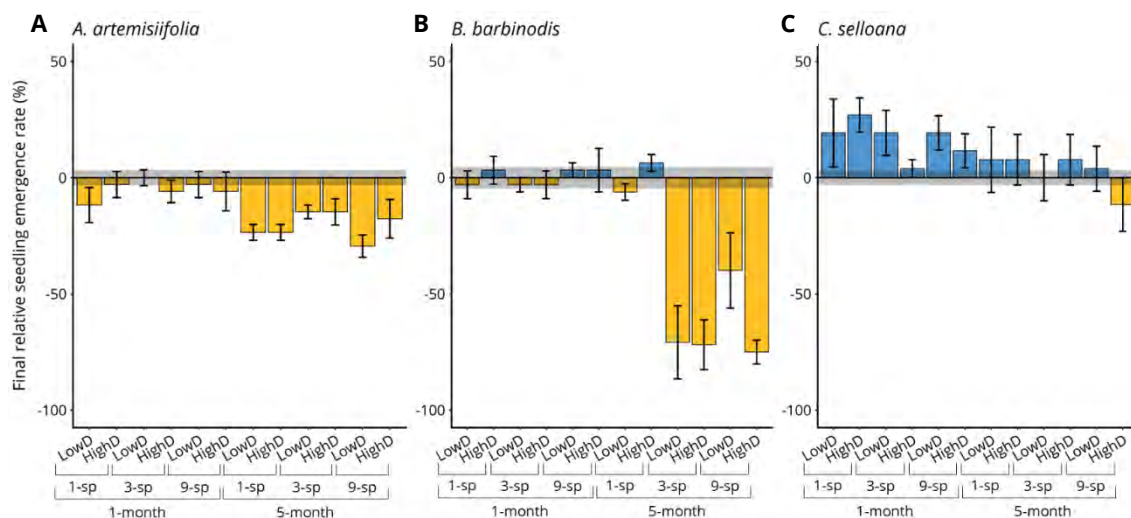 A A. artemisiifolia B B. barbinodis C C. selloana
Final relative seedling emergence rate (%)
50 50 50
0 0 0
-50 -50 -50
-100 -100 -100
LowD HighD LowD HighD LowD HighD LowD HighD LowD HighD LowD HighD LowD HighD LowD HighD LowD HighD LowD HighD LowD HighD LowD HighD LowD HighD LowD HighD LowD HighD LowD HighD LowD HighD LowD HighD
1-sp 3-sp 9-sp 1-sp 3-sp 9-sp 1-sp 3-sp 9-sp 1-sp 3-sp 9-sp 1-sp 3-sp 9-sp 1-sp 3-sp 9-sp
1-month 5-month 1-month 5-month 1-month 5-month